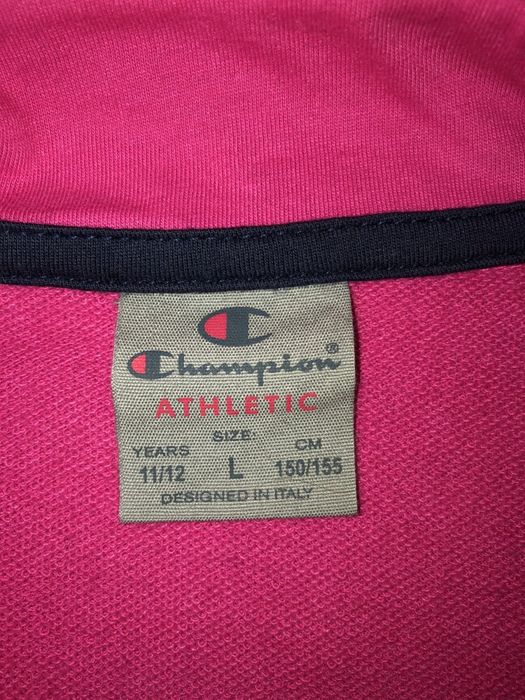 Champion®
ATHLETIC
SIZE:
YEARS L CM
11/12 150/155
DESIGNED IN ITALY